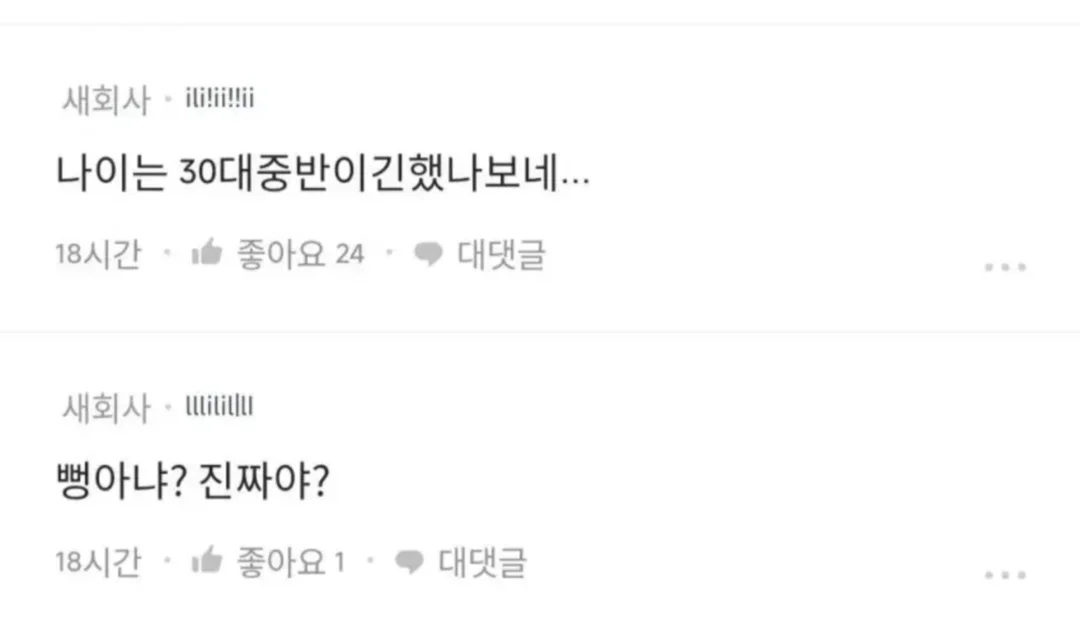 새회사 · ili!ii!!ii
나이는 30대중반이긴했나보네...
18시간 · 좋아요 24 · 대댓글
새회사 · lllilil|ll
뻥아냐? 진짜야?
18시간 · 좋아요 1 · 대댓글